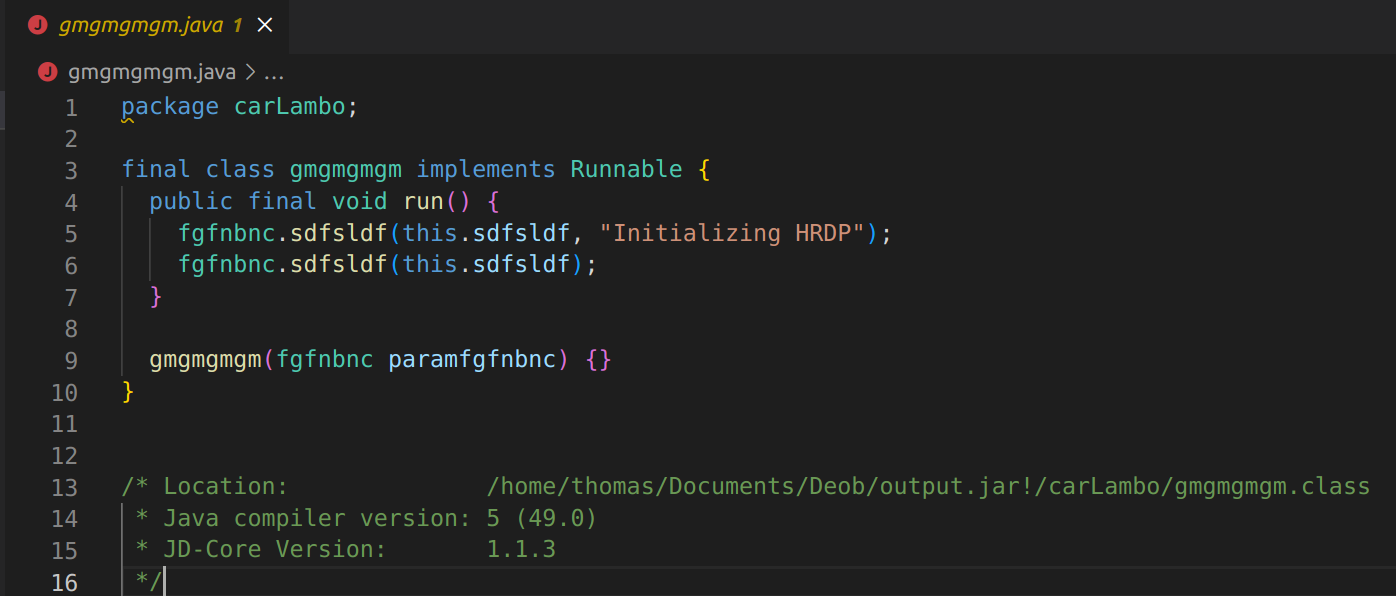 gmgmgmgm.java 1
gmgmgmgm.java > ...
1 package carLambo;
2
3 final class gmgmgmgm implements Runnable {
4 public final void run() {
5 fgfnbnc.sdfsldf(this.sdfsldf, "Initializing HRDP");
6 fgfnbnc.sdfsldf(this.sdfsldf);
7 }
8
9 gmgmgmgm(fgfnbnc paramfgfnbnc) {}
10 }
11
12
13 /* Location: /home/thomas/Documents/Deob/output.jar!/carLambo/gmgmgmgm.class
14 * Java compiler version: 5 (49.0)
15 * JD-Core Version: 1.1.3
16 */